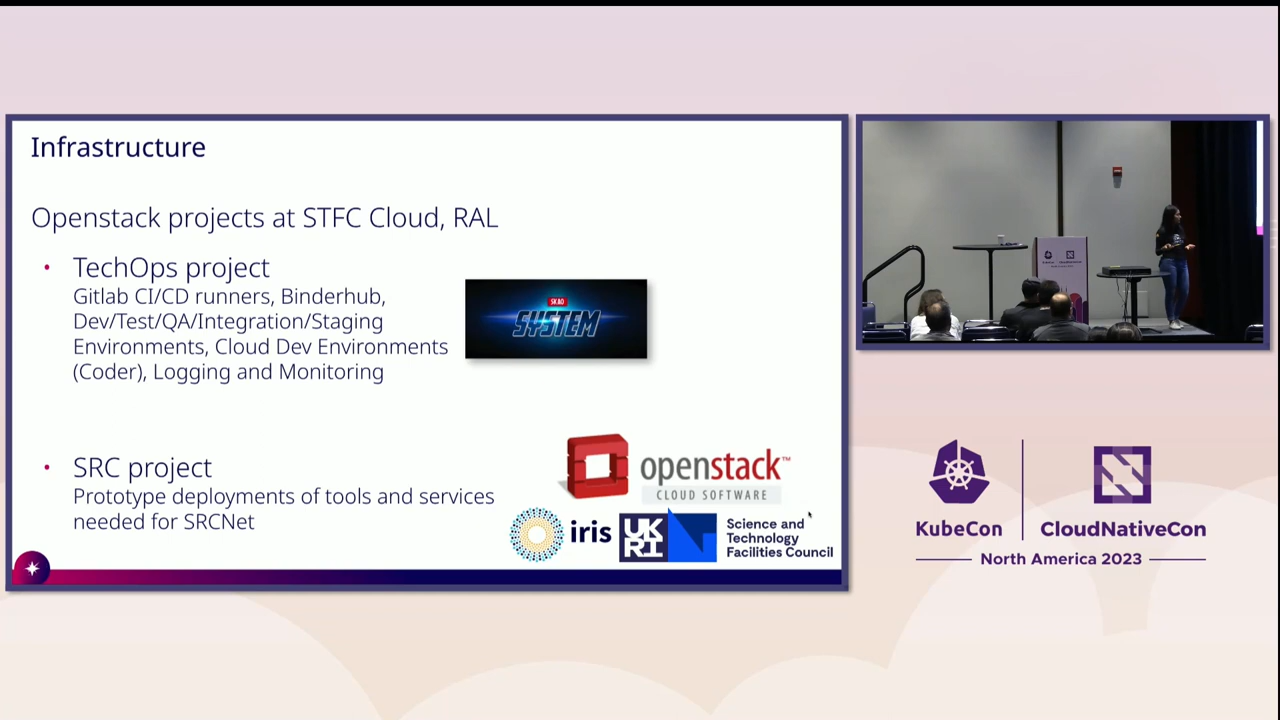 Infrastructure
Openstack projects at STFC Cloud, RAL
• TechOps project
Gitlab CI/CD runners, Binderhub,
Dev/Test/QA/Integration/Staging
Environments, Cloud Dev Environments
(Coder), Logging and Monitoring
SKAO
SYSTEM
• SRC project
Prototype deployments of tools and services
needed for SRCNet
openstack™
CLOUD SOFTWARE
iris
UK
RI
Science and
Technology
Facilities Council
KubeCon
CloudNativeCon
North America 2023